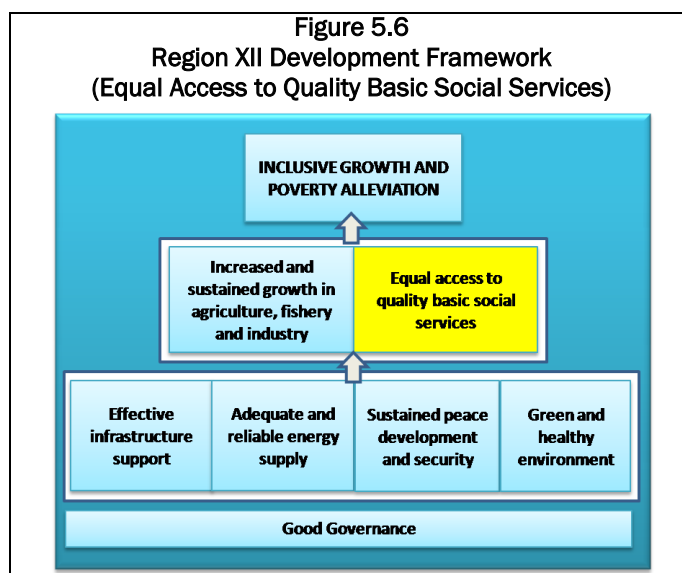 Figure 5.6
Region XII Development Framework
(Equal Access to Quality Basic Social Services)
INCLUSIVE GROWTH AND
POVERTY ALLEVIATION
Increased and
sustained growth in
agriculture, fishery
and industry
Equal access to
quality basic social
services
Effective
infrastructure
support
Adequate and
reliable energy
supply
Sustained peace
development
and security
Green and
healthy
environment
Good Governance